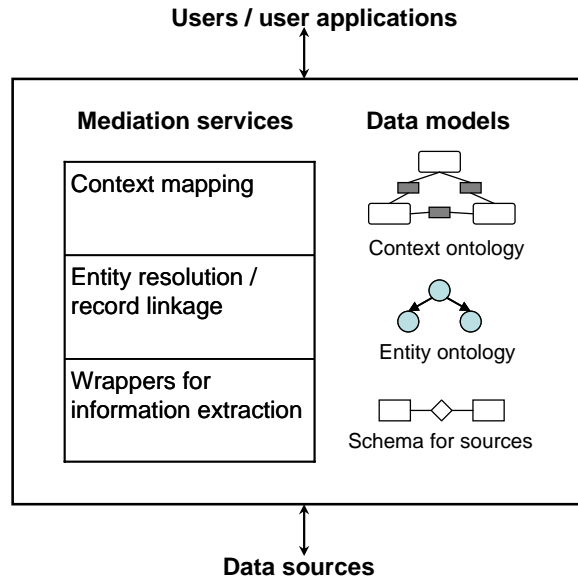 Users / user applications
Mediation services
Data models
Context mapping
Context ontology
Entity resolution /
record linkage
Entity ontology
Wrappers for
information extraction
Schema for sources
Data sources